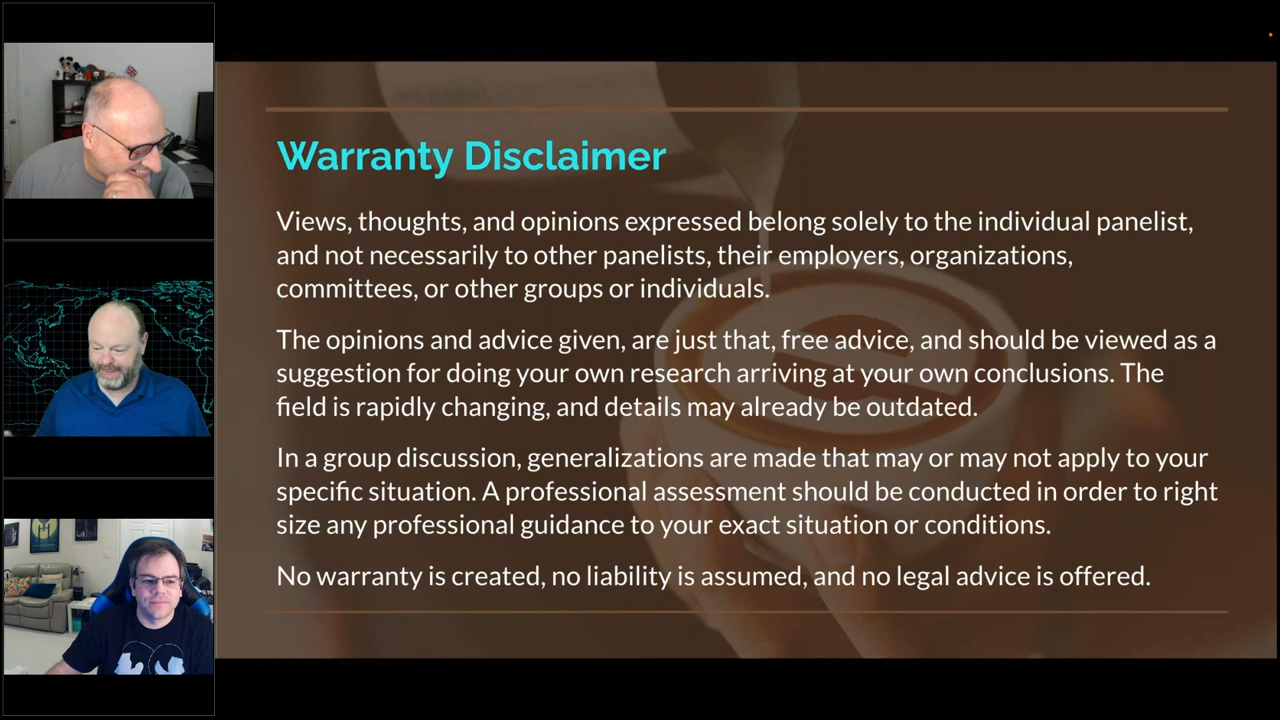 Warranty Disclaimer
Views, thoughts, and opinions expressed belong solely to the individual panelist,
and not necessarily to other panelists, their employers, organizations,
committees, or other groups or individuals.
The opinions and advice given, are just that, free advice, and should be viewed as a
suggestion for doing your own research arriving at your own conclusions. The
field is rapidly changing, and details may already be outdated.
In a group discussion, generalizations are made that may or may not apply to your
specific situation. A professional assessment should be conducted in order to right
size any professional guidance to your exact situation or conditions.
No warranty is created, no liability is assumed, and no legal advice is offered.